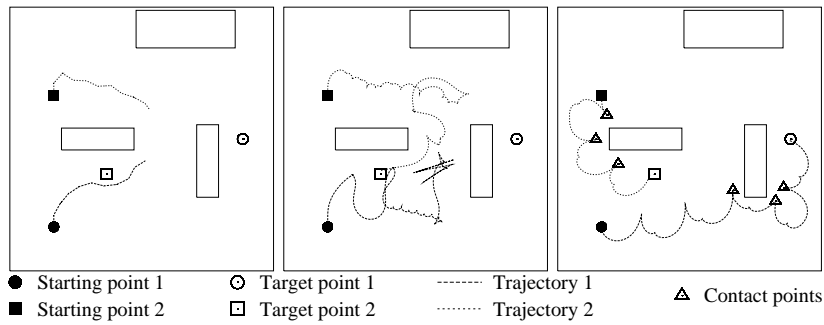 Starting point 1 Target point 1 Trajectory 1 Contact points
Starting point 2 Target point 2 Trajectory 2